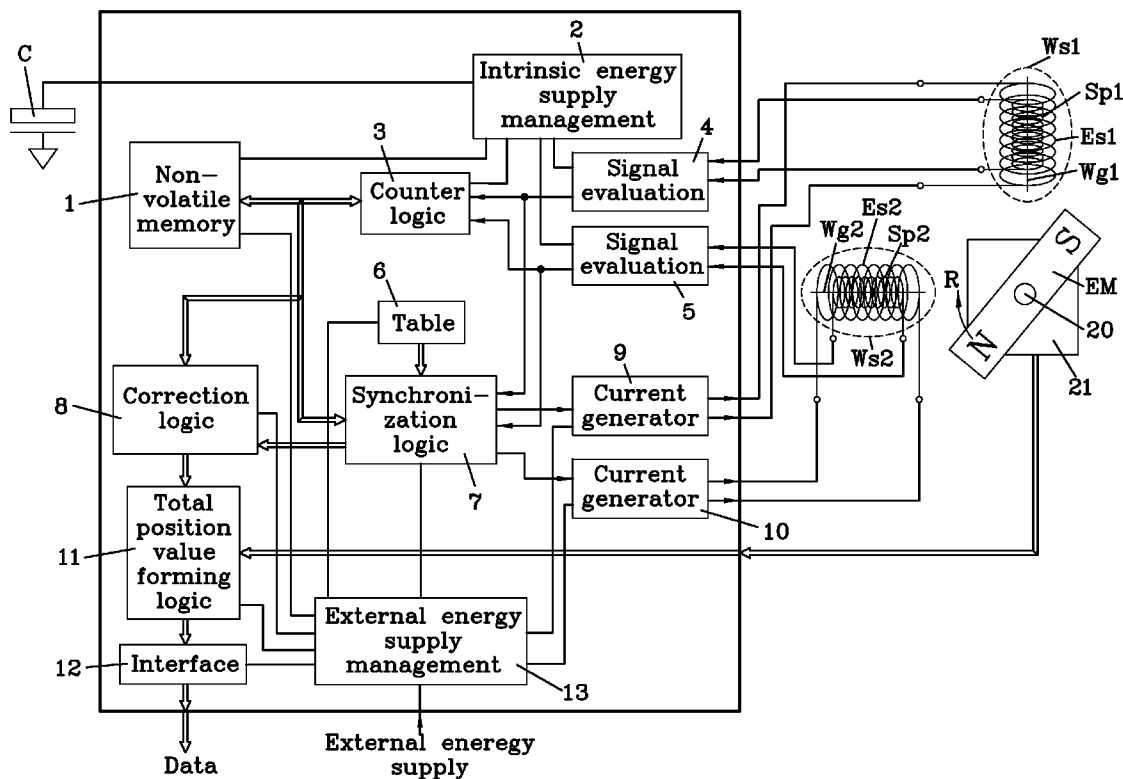 C
2
Intrinsic energy
supply
management
Ws1
Sp1
Es1
Wg1
4
3
Signal
evaluation
Non-
volatile
memory
1
Counter
logic
Signal
evaluation
5
Wg2
Es2
Sp2
Ws2
S
N
R
EM
20
21
6
Table
8
Correction
logic
Synchroni-
zation
logic
7
9
Current
generator
Current
generator
10
11
Total
position
value
forming
logic
External energy
supply
management
13
12
Interface
Data
External eneregy
supply